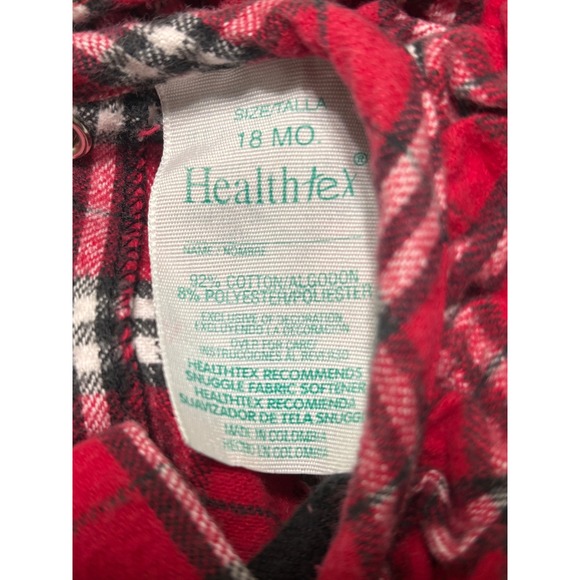 SIZE/TALLA
18 MO.
Healthtex®
NAME / NOMBRE
92% COTTON/ALGODON
8% POLYESTER/POLIESTER
EXCLUSIVE OF DECORATION
EXCLUYENDO LA DECORACION
OVER FOR CARE/
INSTRUCCIONES AL REVERSO
HEALTHTEX RECOMMENDS
SNUGGLE FABRIC SOFTENER
HEALTHTEX RECOMIENDA
SUAVIZADOR DE TELA SNUGG
MADE IN COLOMBIA
HECHO EN COLOMBIA